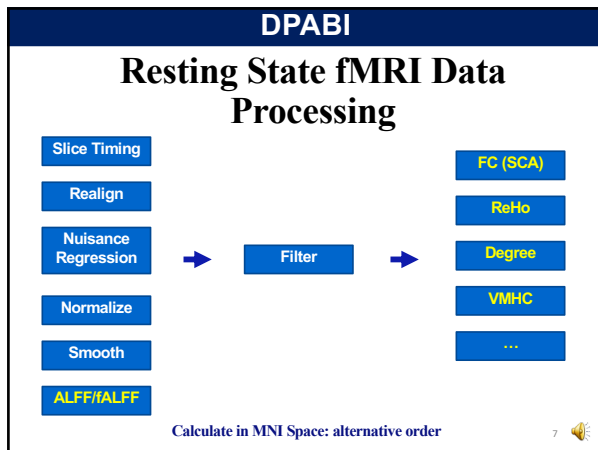 DPABI
Resting State fMRI Data
Processing
Slice Timing
Realign
Nuisance
Regression
Normalize
Smooth
ALFF/fALFF
Filter
FC (SCA)
ReHo
Degree
VMHC
...
Calculate in MNI Space: alternative order
7